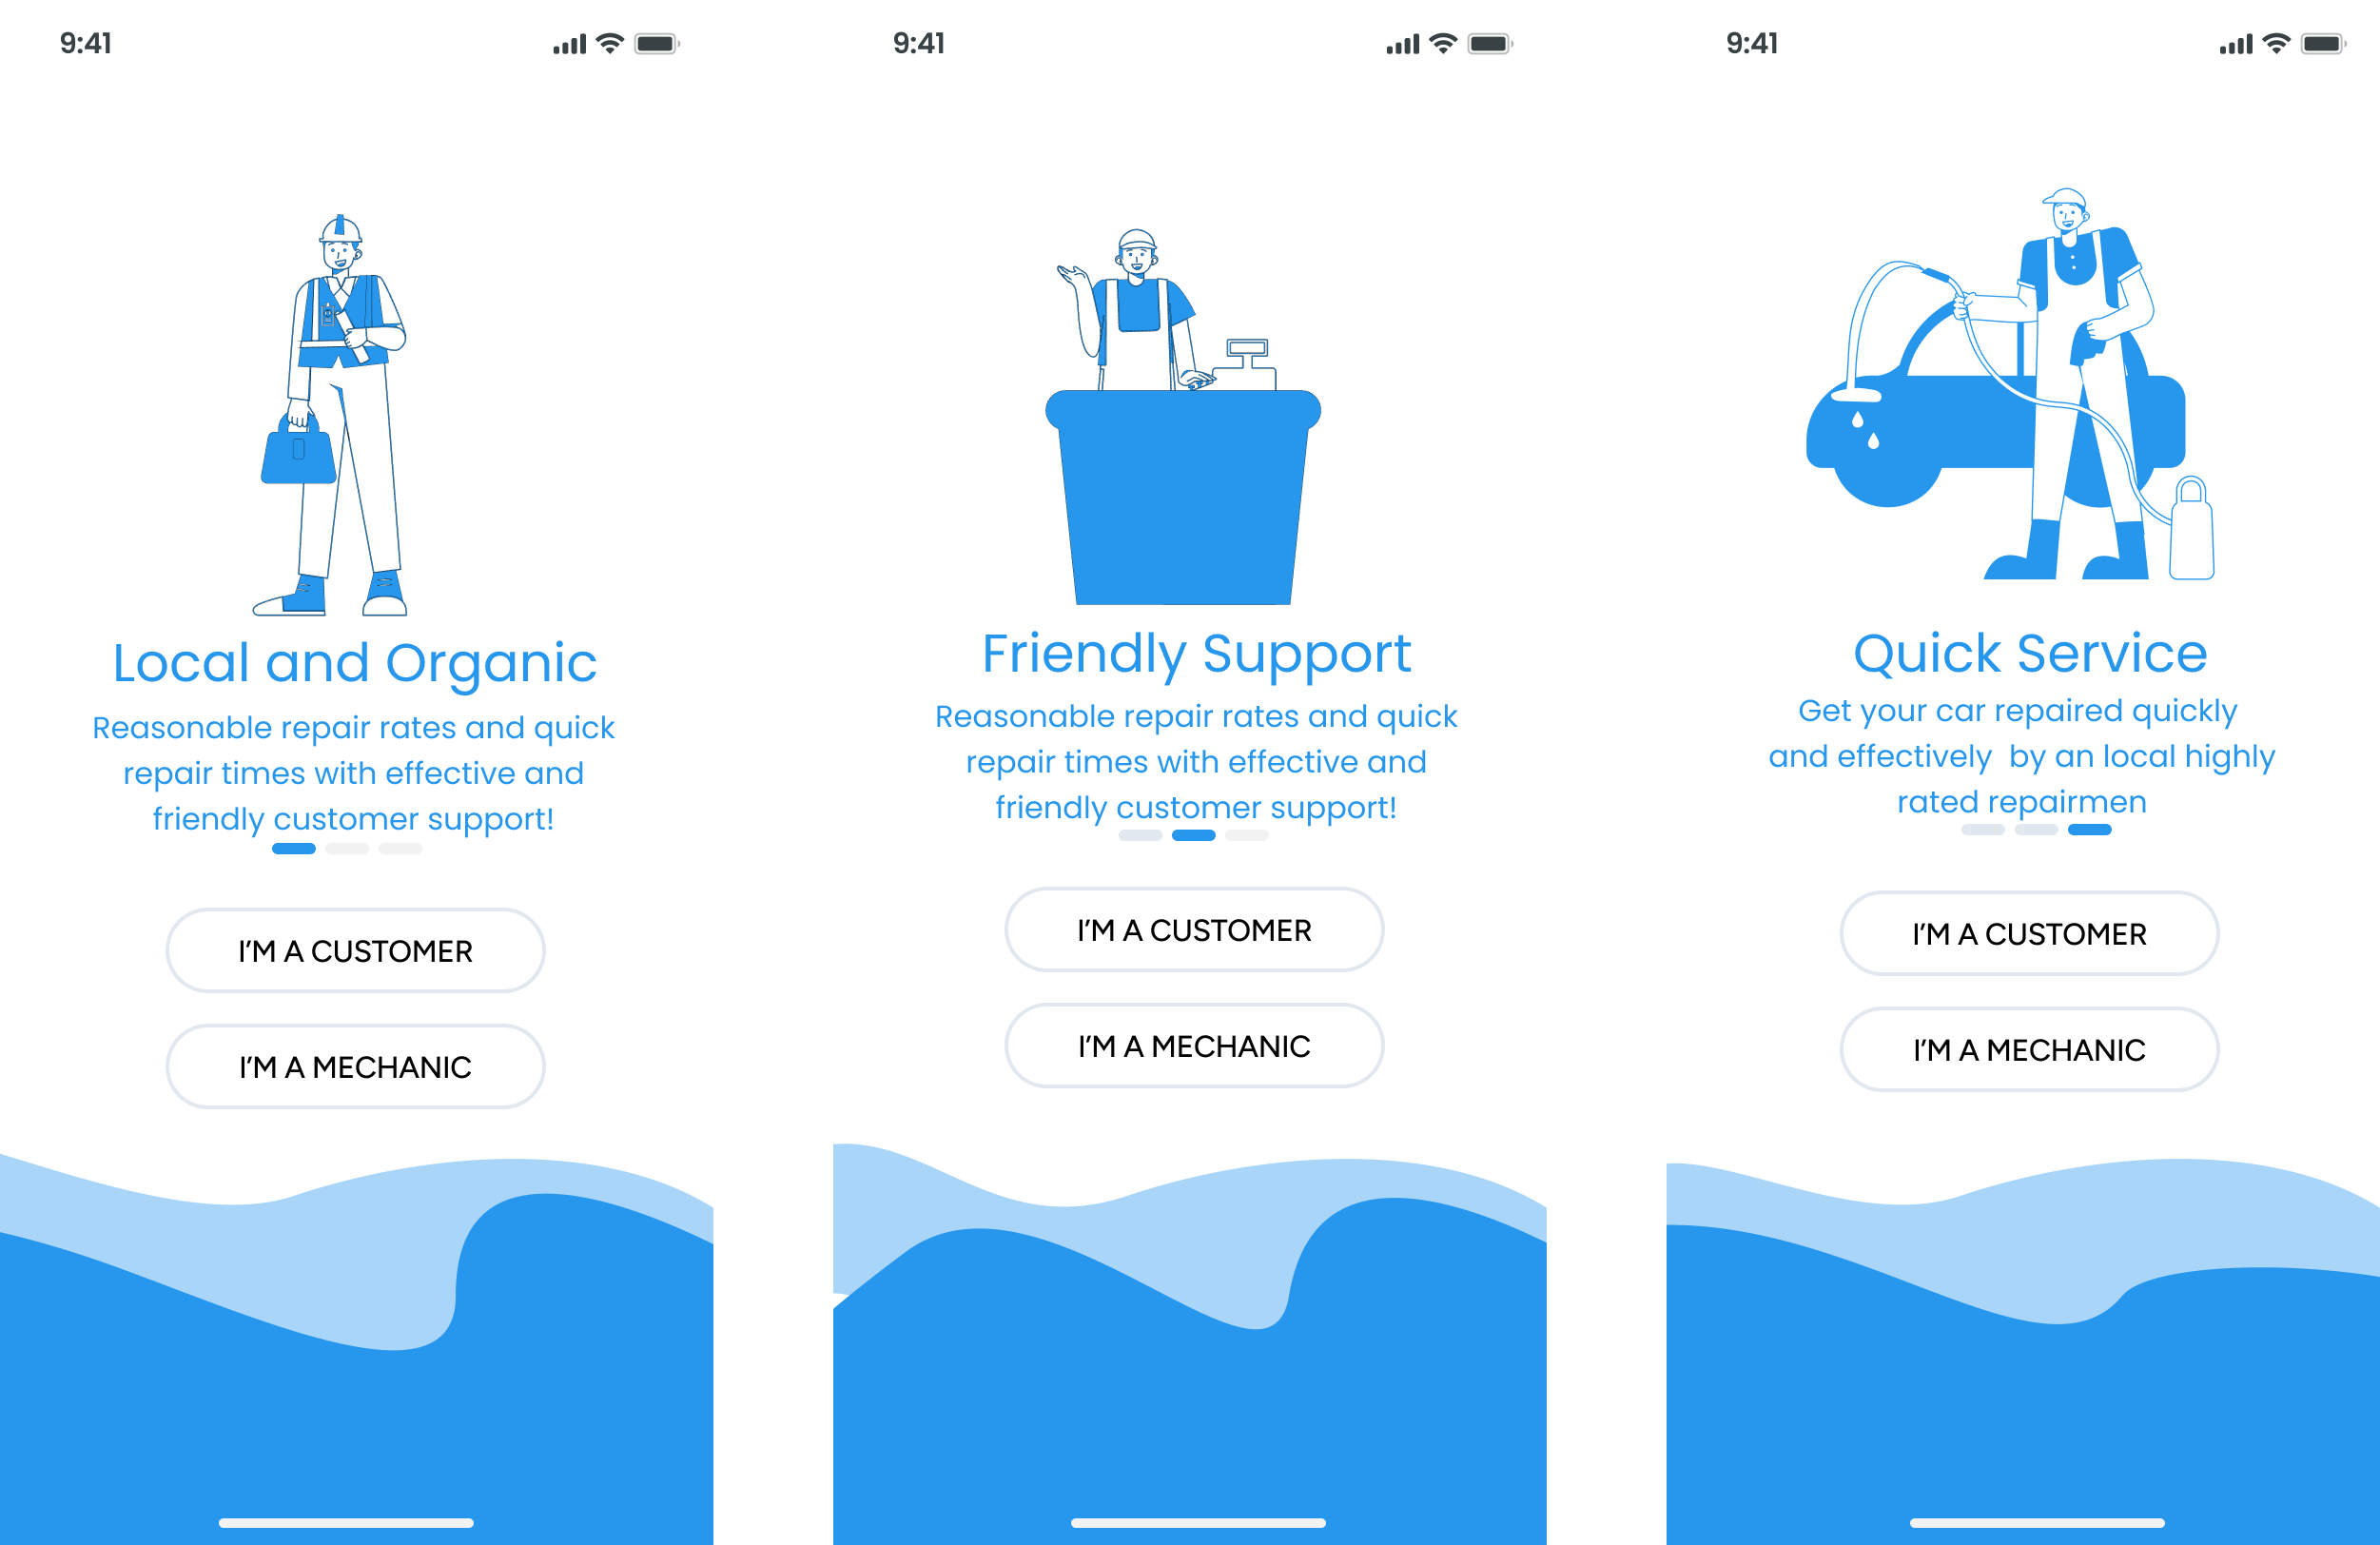 9:41
Local and Organic
Reasonable repair rates and quick
repair times with effective and
friendly customer support!
I'M A CUSTOMER
I'M A MECHANIC
9:41
Friendly Support
Reasonable repair rates and quick
repair times with effective and
friendly customer support!
I'M A CUSTOMER
I'M A MECHANIC
9:41
Quick Service
Get your car repaired quickly
and effectively  by an local highly
rated repairmen
I'M A CUSTOMER
I'M A MECHANIC